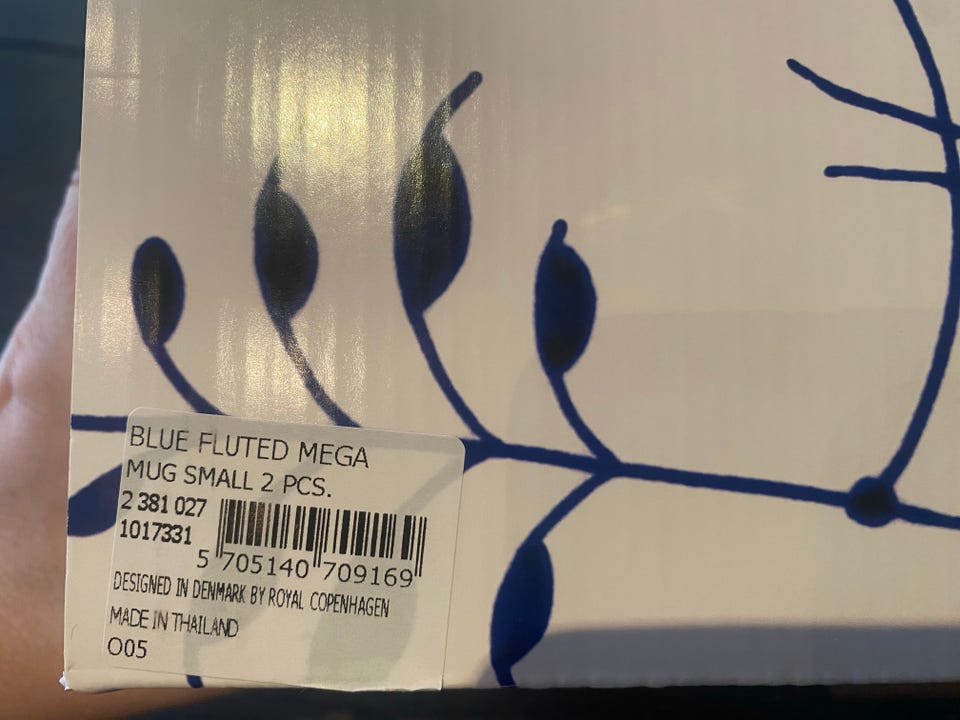 BLUE FLUTED MEGA
MUG SMALL 2 PCS.
2 381 027
1017331
5 705140 709169
DESIGNED IN DENMARK BY ROYAL COPENHAGEN
MADE IN THAILAND
O05